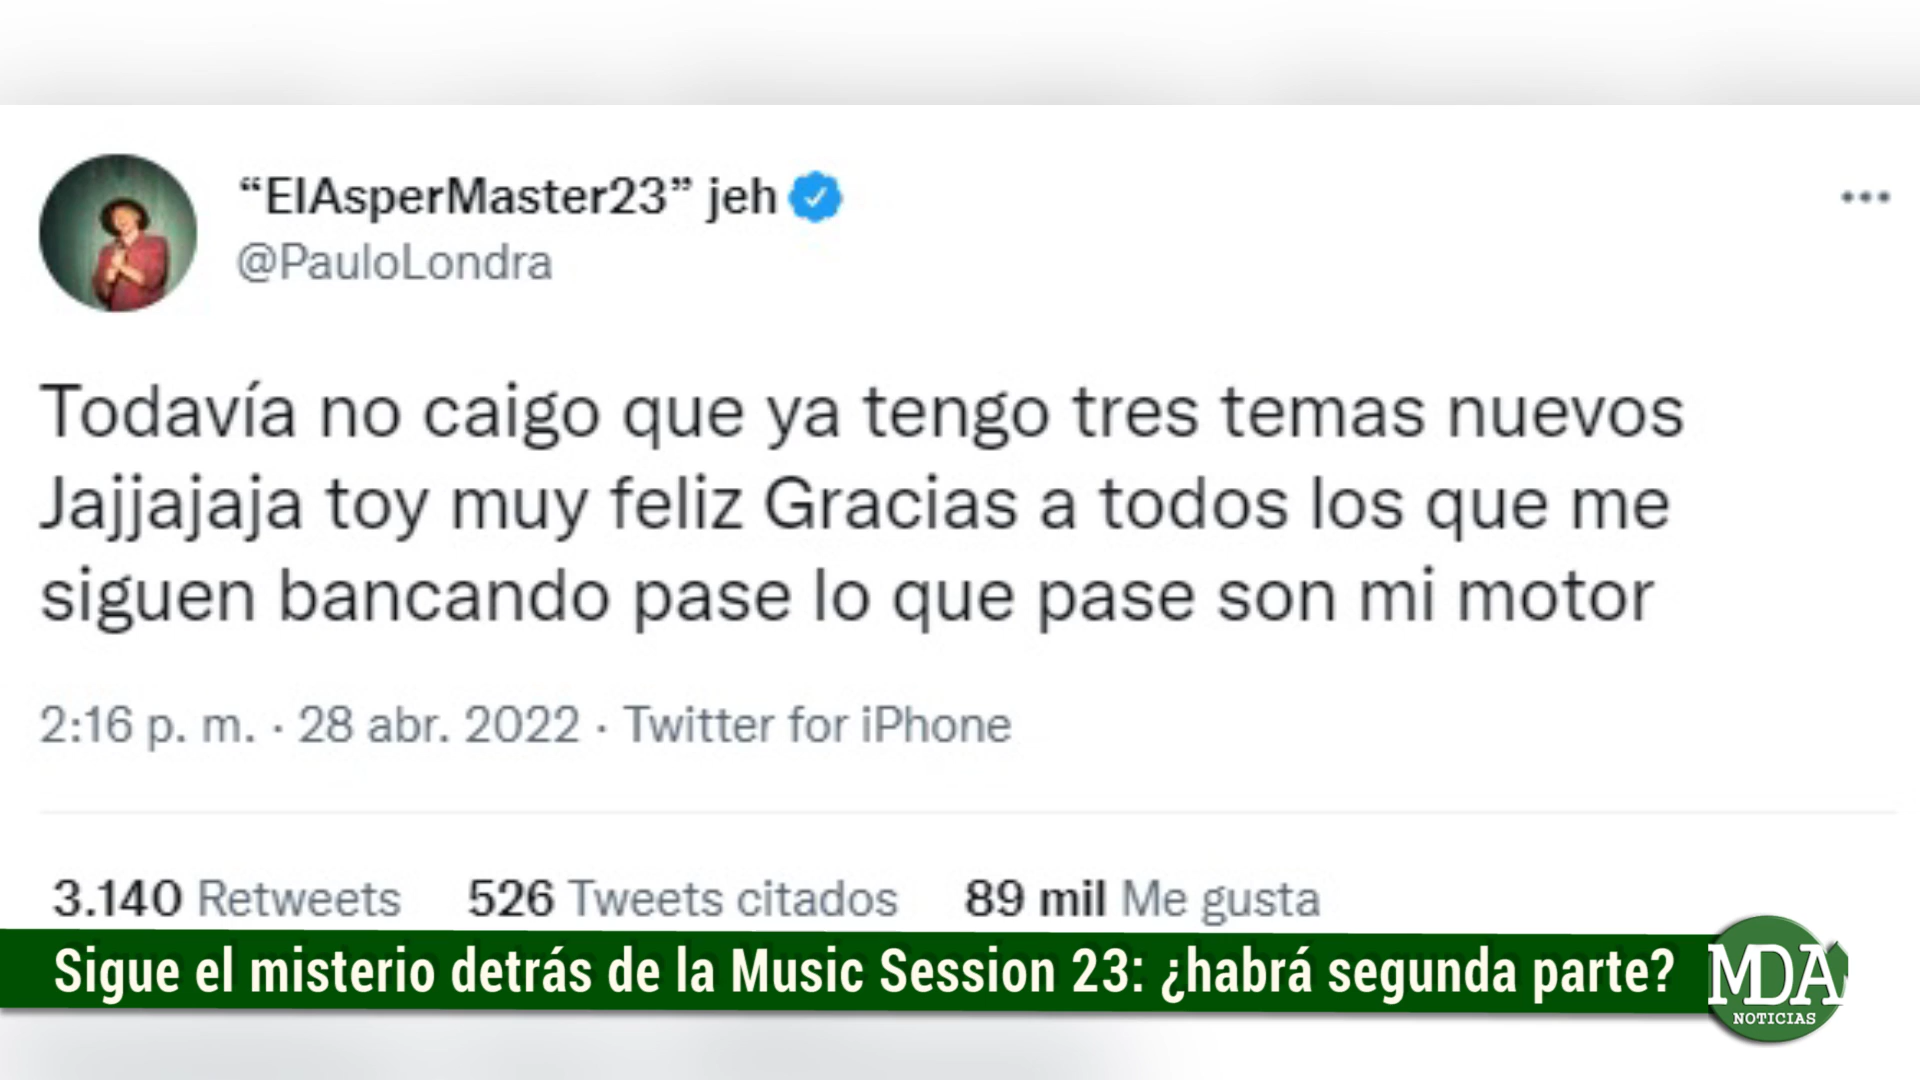 “ElAsperMaster23” jeh
@PauloLondra
Todavía no caigo que ya tengo tres temas nuevos
Jajjajaja toy muy feliz Gracias a todos los que me
siguen bancando pase lo que pase son mi motor
2:16 p. m. · 28 abr. 2022 · Twitter for iPhone
3.140 Retweets 526 Tweets citados 89 mil Me gusta
Sigue el misterio detrás de la Music Session 23: ¿habrá segunda parte?
MDA
NOTICIAS